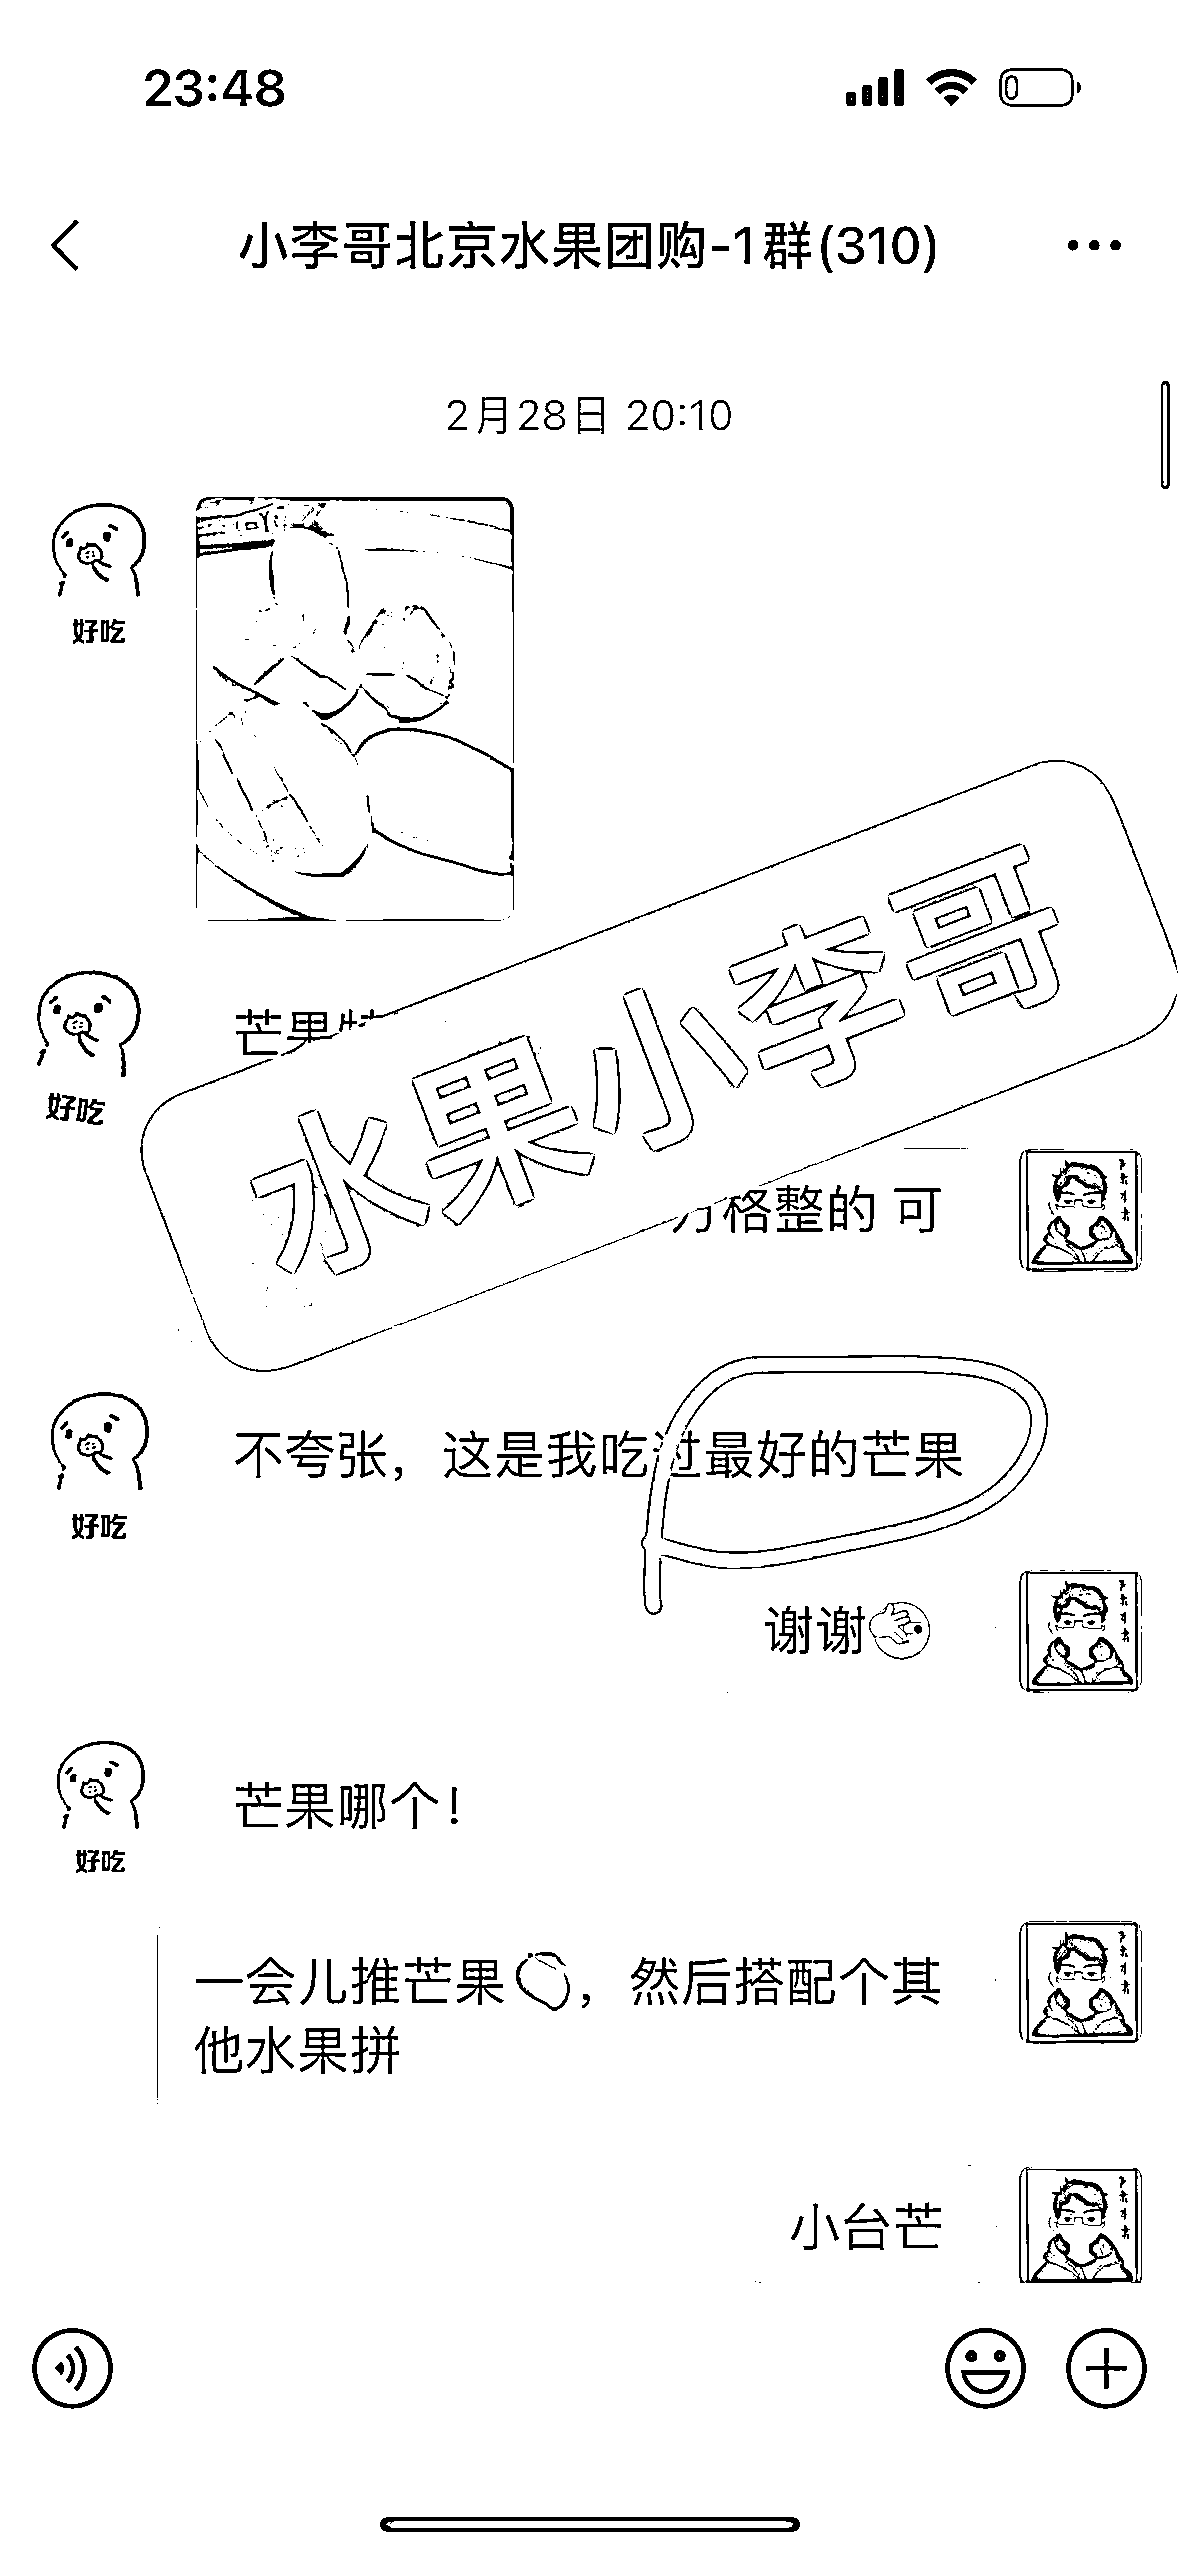 23:48
小李哥北京水果团购-1群(310)
2月28日 20:10
好吃
芒果
好吃
水果小李哥
格整的 可
不夸张，这是我吃过最好的芒果
好吃
谢谢
芒果哪个！
好吃
一会儿推芒果，然后搭配个其
他水果拼
小台芒